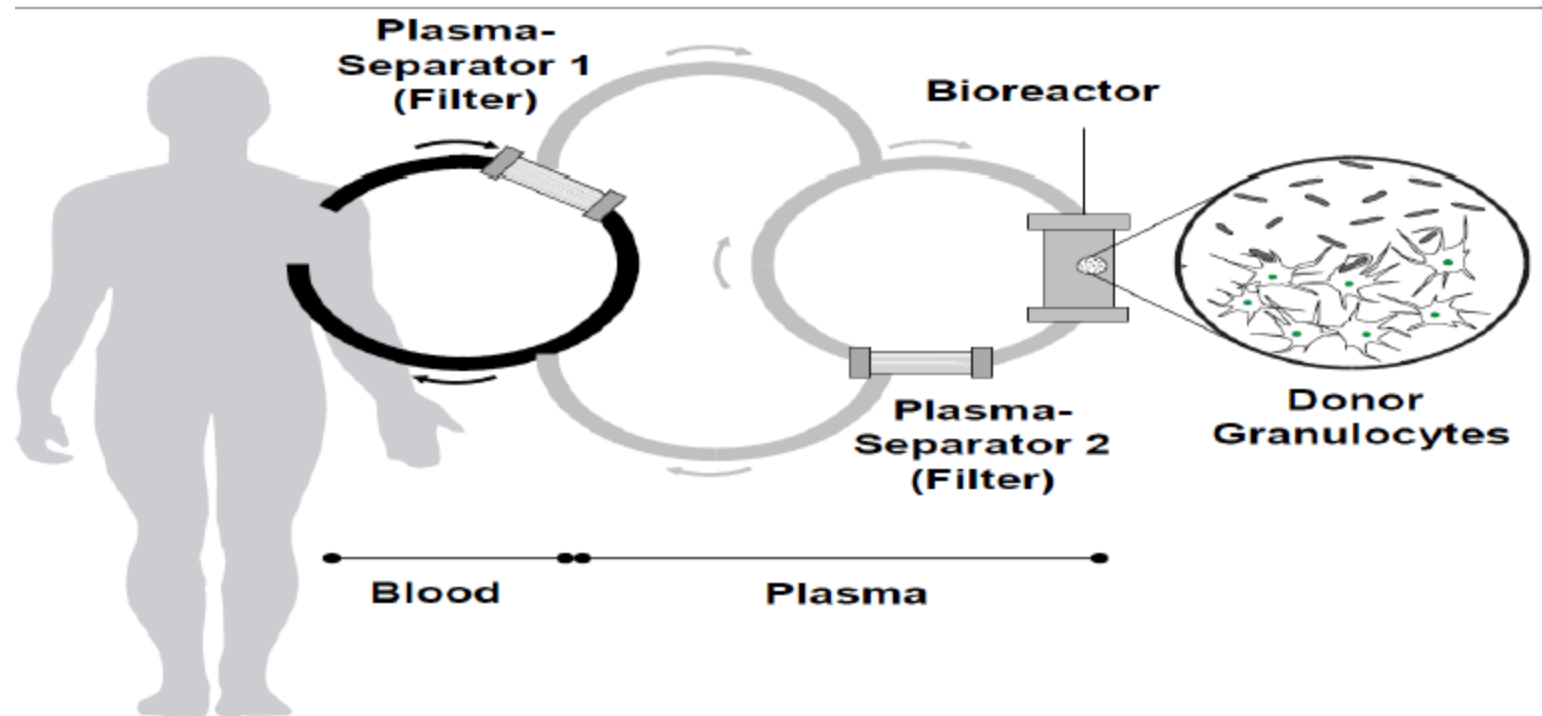 Plasma-
Separator 1
(Filter)
Bioreactor
Plasma-
Separator 2
(Filter)
Donor
Granulocytes
Blood
Plasma